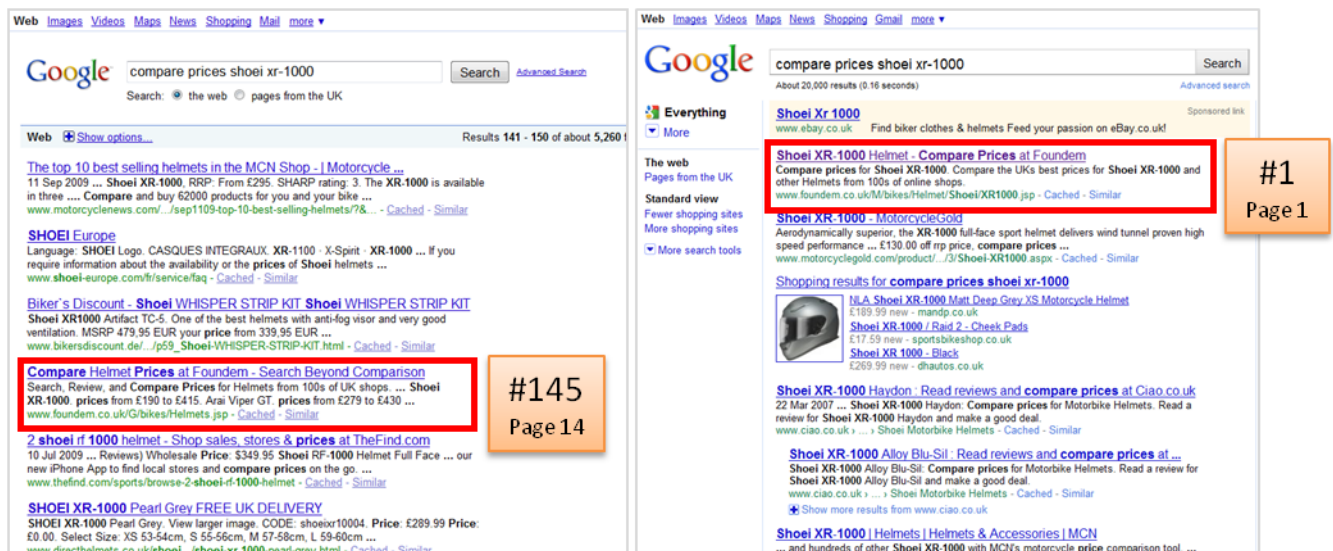 Web Images Videos Maps News Shopping Mail more ▼
Google compare prices shoei xr-1000 Search Advanced Search
Search: the web pages from the UK
Web Show options... Results 141 - 150 of about 5,260
The top 10 best selling helmets in the MCN Shop - | Motorcycle ...
11 Sep 2009 ... Shoei XR-1000, RRP: From £295. SHARP rating: 3. The XR-1000 is available
in three .... Compare and buy 62000 products for you and your bike ...
www.motorcyclenews.com/.../sep1109-top-10-best-selling-helmets/?&... - Cached - Similar
SHOEI Europe
Language: SHOEI Logo. CASQUES INTEGRAUX. XR-1100 · X-Spirit · XR-1000 ... If you
require information about the availability or the prices of Shoei helmets ...
www.shoei-europe.com/fr/service/faq - Cached - Similar
Biker`s Discount - Shoei WHISPER STRIP KIT Shoei WHISPER STRIP KIT
Shoei XR1000 Artifact TC-5. One of the best helmets with anti-fog visor and very good
ventilation. MSRP 479,95 EUR your price from 339,95 EUR ...
www.bikersdiscount.de/.../p59_Shoei-WHISPER-STRIP-KIT.html - Cached - Similar
Compare Helmet Prices at Foundem - Search Beyond Comparison
Search, Review, and Compare Prices for Helmets from 100s of UK shops. ... Shoei
XR-1000. prices from £190 to £415. Arai Viper GT. prices from £279 to £430 ...
www.foundem.co.uk/G/bikes/Helmets.jsp - Cached - Similar
#145
Page 14
2 shoei rf 1000 helmet - Shop sales, stores & prices at TheFind.com
10 Jul 2009 ... Reviews) Wholesale Price: $349.95 Shoei RF-1000 Helmet Full Face ... our
new iPhone App to find local stores and compare prices on the go. ...
www.thefind.com/sports/browse-2-shoei-rf-1000-helmet - Cached - Similar
SHOEI XR-1000 Pearl Grey FREE UK DELIVERY
SHOEI XR-1000 Pearl Grey. View larger image. CODE: shoeixr10004. Price: £289.99 Price:
£0.00. Select Size: XS 53-54cm, S 55-56cm, M 57-58cm, L 59-60cm ...
www.directhelmets.co.uk/shoei.../shoei-xr-1000-pearl-grey.html - Cached - Similar
Web Images Videos Maps News Shopping Gmail more ▼
Google compare prices shoei xr-1000 Search
About 20,000 results (0.16 seconds) Advanced search
Everything
More
The web
Pages from the UK
Standard view
Fewer shopping sites
More shopping sites
More search tools
Shoei Xr 1000 Sponsored link
www.ebay.co.uk Find biker clothes & helmets Feed your passion on eBay.co.uk!
Shoei XR-1000 Helmet - Compare Prices at Foundem
Compare prices for Shoei XR-1000. Compare the UKs best prices for Shoei XR-1000 and
other Helmets from 100s of online shops.
www.foundem.co.uk/M/bikes/Helmet/Shoei/XR1000.jsp - Cached - Similar
#1
Page 1
Shoei XR-1000 - MotorcycleGold
Aerodynamically superior, the XR-1000 full-face sport helmet delivers wind tunnel proven high
speed performance ... £130.00 off rrp price, compare prices ...
www.motorcyclegold.com/product/.../3/Shoei-XR1000.aspx - Cached - Similar
Shopping results for compare prices shoei xr-1000
NLA Shoei XR-1000 Matt Deep Grey XS Motorcycle Helmet
£189.99 new - mandp.co.uk
Shoei XR-1000 / Raid 2 - Cheek Pads
£17.59 new - sportsbikeshop.co.uk
Shoei XR 1000 - Black
£269.99 new - dhautos.co.uk
Shoei XR-1000 Haydon : Read reviews and compare prices at Ciao.co.uk
22 Mar 2007 ... Shoei XR-1000 Haydon: Compare prices for Motorbike Helmets. Read a
review for Shoei XR-1000 Haydon and make a good deal.
www.ciao.co.uk › ... › Shoei Motorbike Helmets - Cached - Similar
Shoei XR-1000 Alloy Blu-Sil : Read reviews and compare prices at ...
Shoei XR-1000 Alloy Blu-Sil: Compare prices for Motorbike Helmets. Read a review for
Shoei XR-1000 Alloy Blu-Sil and make a good deal.
www.ciao.co.uk › ... › Shoei Motorbike Helmets - Cached - Similar
Show more results from www.ciao.co.uk
Shoei XR-1000 | Helmets | Helmets & Accessories | MCN
... and hundreds of other Shoei XR-1000 with MCN's motorcycle price comparison tool. ...